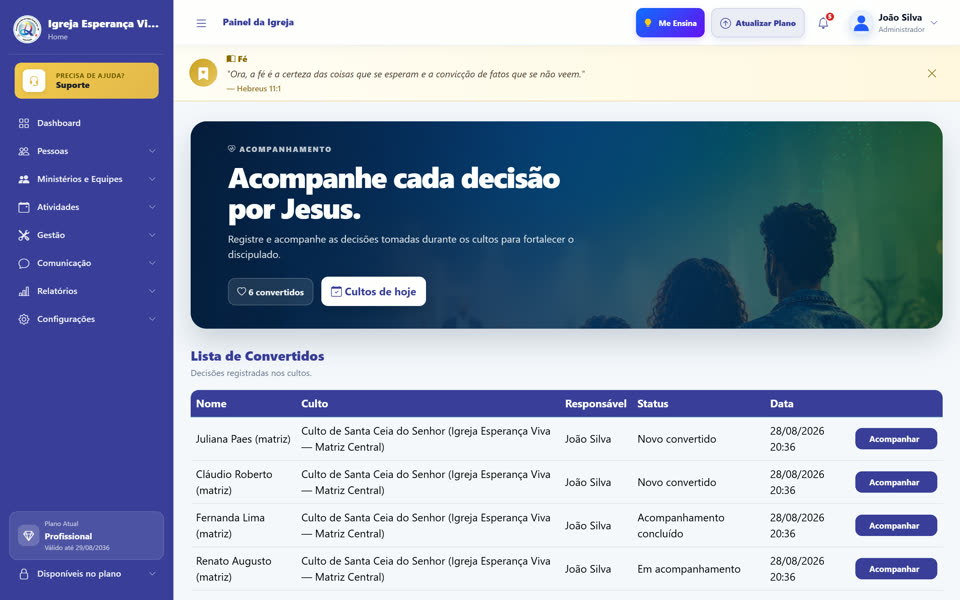 Igreja Esperança Vi...
Home
PRECISA DE AJUDA?
Suporte
Dashboard
Pessoas
Ministérios e Equipes
Atividades
Gestão
Comunicação
Relatórios
Configurações
Plano Atual
Profissional
Válido até 29/08/2036
Disponíveis no plano
Painel da Igreja
Me Ensina
Atualizar Plano
João Silva
Administrador
Fé
"Ora, a fé é a certeza das coisas que se esperam e a convicção de fatos que se não veem."
— Hebreus 11:1
ACOMPANHAMENTO
Acompanhe cada decisão
por Jesus.
Registre e acompanhe as decisões tomadas durante os cultos para fortalecer o
discipulado.
6 convertidos
Cultos de hoje
Lista de Convertidos
Decisões registradas nos cultos.
Nome Culto Responsável Status Data
Juliana Paes (matriz) Culto de Santa Ceia do Senhor (Igreja Esperança Viva — Matriz Central) João Silva Novo convertido 28/08/2026 20:36 Acompanhar
Cláudio Roberto (matriz) Culto de Santa Ceia do Senhor (Igreja Esperança Viva — Matriz Central) João Silva Novo convertido 28/08/2026 20:36 Acompanhar
Fernanda Lima (matriz) Culto de Santa Ceia do Senhor (Igreja Esperança Viva — Matriz Central) João Silva Acompanhamento concluído 28/08/2026 20:36 Acompanhar
Renato Augusto (matriz) Culto de Santa Ceia do Senhor (Igreja Esperança Viva — Matriz Central) João Silva Em acompanhamento 28/08/2026 20:36 Acompanhar